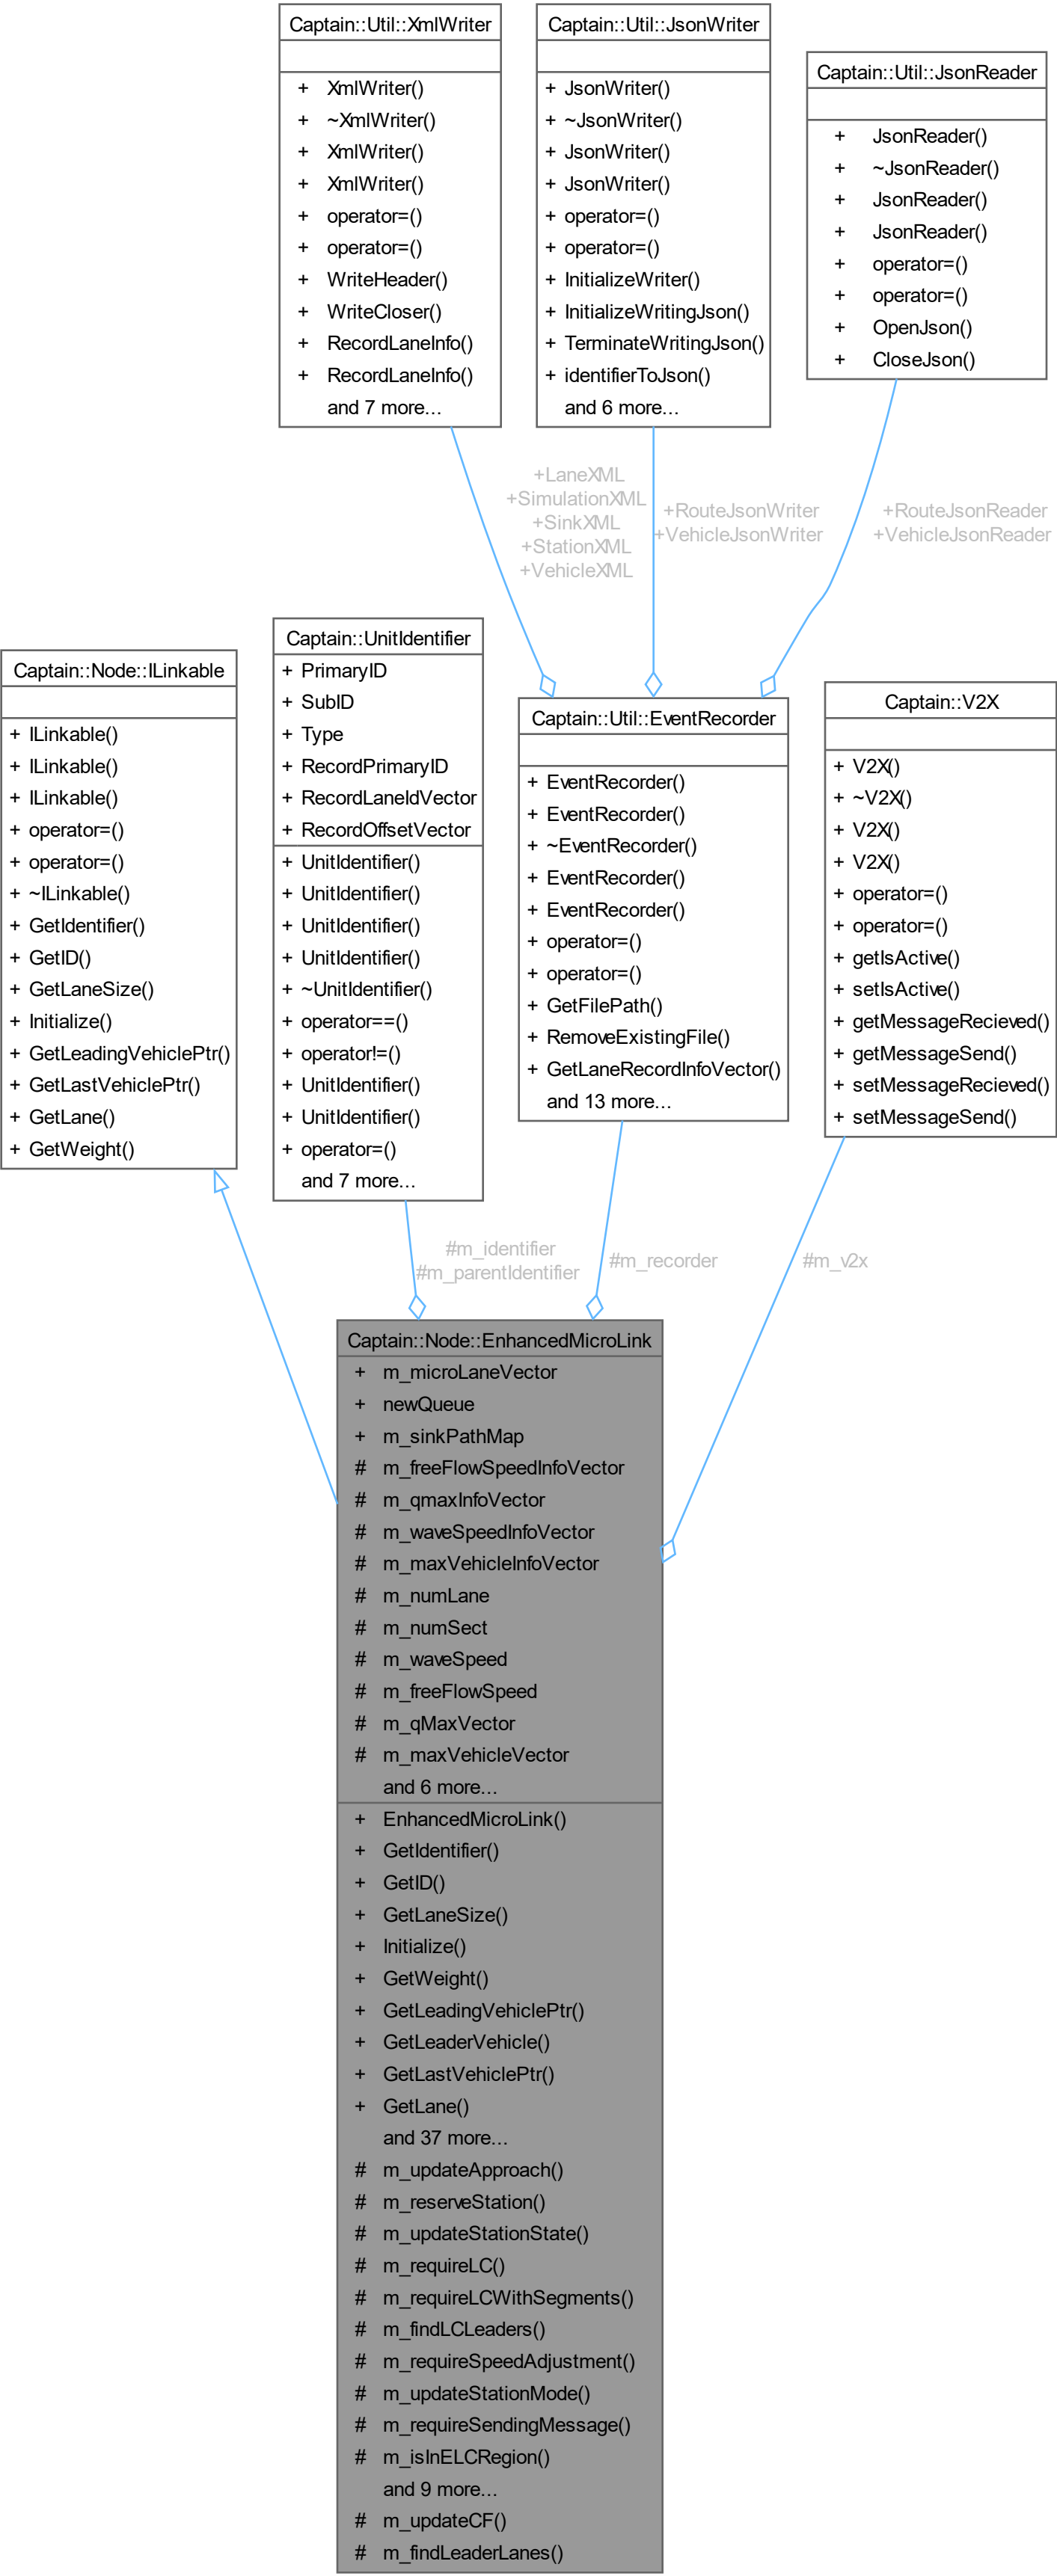 Captain::Util::XmlWriter
+ XmlWriter()
+ ~XmlWriter()
+ XmlWriter()
+ XmlWriter()
+ operator=()
+ operator=()
+ WriteHeader()
+ WriteCloser()
+ RecordLaneInfo()
+ RecordLaneInfo()
and 7 more...
Captain::Util::JsonWriter
+ JsonWriter()
+ ~JsonWriter()
+ JsonWriter()
+ JsonWriter()
+ operator=()
+ operator=()
+ InitializeWriter()
+ InitializeWritingJson()
+ TerminateWritingJson()
+ identifierToJson()
and 6 more...
Captain::Util::JsonReader
+ JsonReader()
+ ~JsonReader()
+ JsonReader()
+ JsonReader()
+ operator=()
+ operator=()
+ OpenJson()
+ CloseJson()
+LaneXML
+SimulationXML
+SinkXML
+StationXML
+VehicleXML
+RouteJsonWriter
+VehicleJsonWriter
+RouteJsonReader
+VehicleJsonReader
Captain::Node::ILinkable
+ ILinkable()
+ ILinkable()
+ ILinkable()
+ operator=()
+ operator=()
+ ~ILinkable()
+ GetIdentifier()
+ GetID()
+ GetLaneSize()
+ Initialize()
+ GetLeadingVehiclePtr()
+ GetLastVehiclePtr()
+ GetLane()
+ GetWeight()
Captain::UnitIdentifier
+ PrimaryID
+ SubID
+ Type
+ RecordPrimaryID
+ RecordLaneIdVector
+ RecordOffsetVector
+ UnitIdentifier()
+ UnitIdentifier()
+ UnitIdentifier()
+ UnitIdentifier()
+ ~UnitIdentifier()
+ operator==()
+ operator!=()
+ UnitIdentifier()
+ UnitIdentifier()
+ operator=()
and 7 more...
Captain::Util::EventRecorder
+ EventRecorder()
+ EventRecorder()
+ ~EventRecorder()
+ EventRecorder()
+ EventRecorder()
+ operator=()
+ operator=()
+ GetFilePath()
+ RemoveExistingFile()
+ GetLaneRecordInfoVector()
and 13 more...
Captain::V2X
+ V2X()
+ ~V2X()
+ V2X()
+ V2X()
+ operator=()
+ operator=()
+ getIsActive()
+ setIsActive()
+ getMessageRecieved()
+ getMessageSend()
+ setMessageRecieved()
+ setMessageSend()
#m_identifier
#m_parentIdentifier
#m_recorder
#m_v2x
Captain::Node::EnhancedMicroLink
+ m_microLaneVector
+ newQueue
+ m_sinkPathMap
# m_freeFlowSpeedInfoVector
# m_qmaxInfoVector
# m_waveSpeedInfoVector
# m_maxVehicleInfoVector
# m_numLane
# m_numSect
# m_waveSpeed
# m_freeFlowSpeed
# m_qMaxVector
# m_maxVehicleVector
and 6 more...
+ EnhancedMicroLink()
+ GetIdentifier()
+ GetID()
+ GetLaneSize()
+ Initialize()
+ GetWeight()
+ GetLeadingVehiclePtr()
+ GetLeaderVehicle()
+ GetLastVehiclePtr()
+ GetLane()
and 37 more...
# m_updateApproach()
# m_reserveStation()
# m_updateStationState()
# m_requireLC()
# m_requireLCWithSegments()
# m_findLCLeaders()
# m_requireSpeedAdjustment()
# m_updateStationMode()
# m_requireSendingMessage()
# m_isInELCRegion()
and 9 more...
# m_updateCF()
# m_findLeaderLanes()